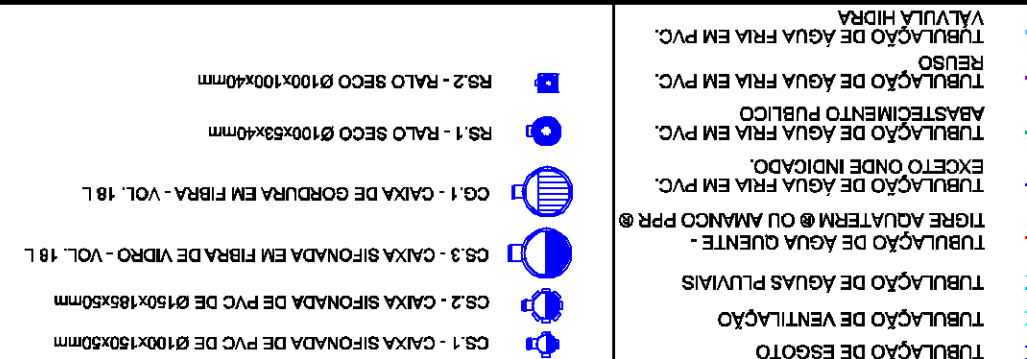 TUBULAÇÃO DE ESGOTO
TUBULAÇÃO DE VENTILAÇÃO
TUBULAÇÃO DE ÁGUAS PLUVIAIS
TUBULAÇÃO DE ÁGUA QUENTE -
TIGRE AQUATERM ® OU AMANCO PPR ®
TUBULAÇÃO DE ÁGUA FRIA EM PVC.
EXCETO ONDE INDICADO.
TUBULAÇÃO DE ÁGUA FRIA EM PVC.
ABASTECIMENTO PUBLICO
TUBULAÇÃO DE ÁGUA FRIA EM PVC.
REUSO
TUBULAÇÃO DE ÁGUA FRIA EM PVC.
VÁLVULA HIDRA
CS.1 - CAIXA SIFONADA DE PVC DE Ø100x150x50mm
CS.2 - CAIXA SIFONADA DE PVC DE Ø150x185x50mm
CS.3 - CAIXA SIFONADA EM FIBRA DE VIDRO - VOL. 18 L
CG.1 - CAIXA DE GORDURA EM FIBRA - VOL. 18 L
RS.1 - RALO SECO Ø100x53x40mm
RS.2 - RALO SECO Ø100x100x40mm